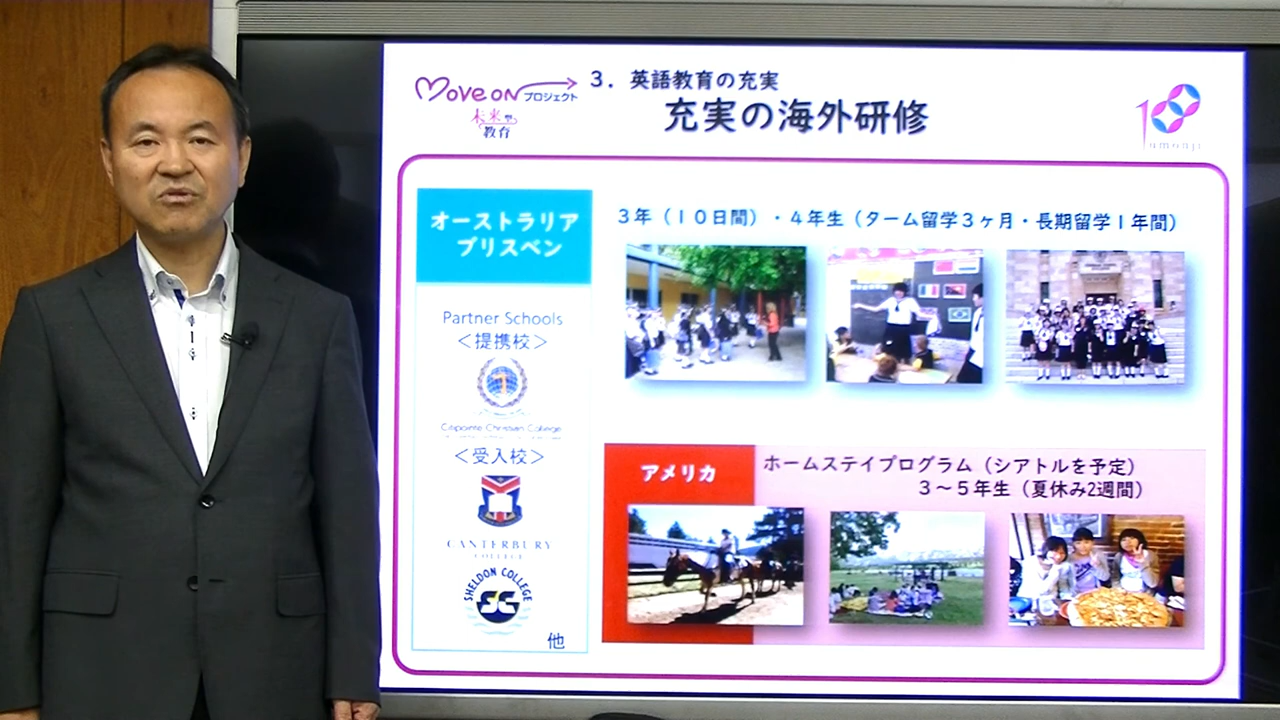 Move on プロジェクト
未来型
教育
3. 英語教育の充実
充実の海外研修
Jumonji
オーストラリア
ブリスベン
3年（10日間）・4年生（ターム留学3ヶ月・長期留学1年間）
Partner Schools
＜提携校＞
Citipointe Christian College
＜受入校＞
CANTERBURY
COLLEGE
SHELDON COLLEGE
他
アメリカ
ホームステイプログラム（シアトルを予定）
3～5年生（夏休み2週間）